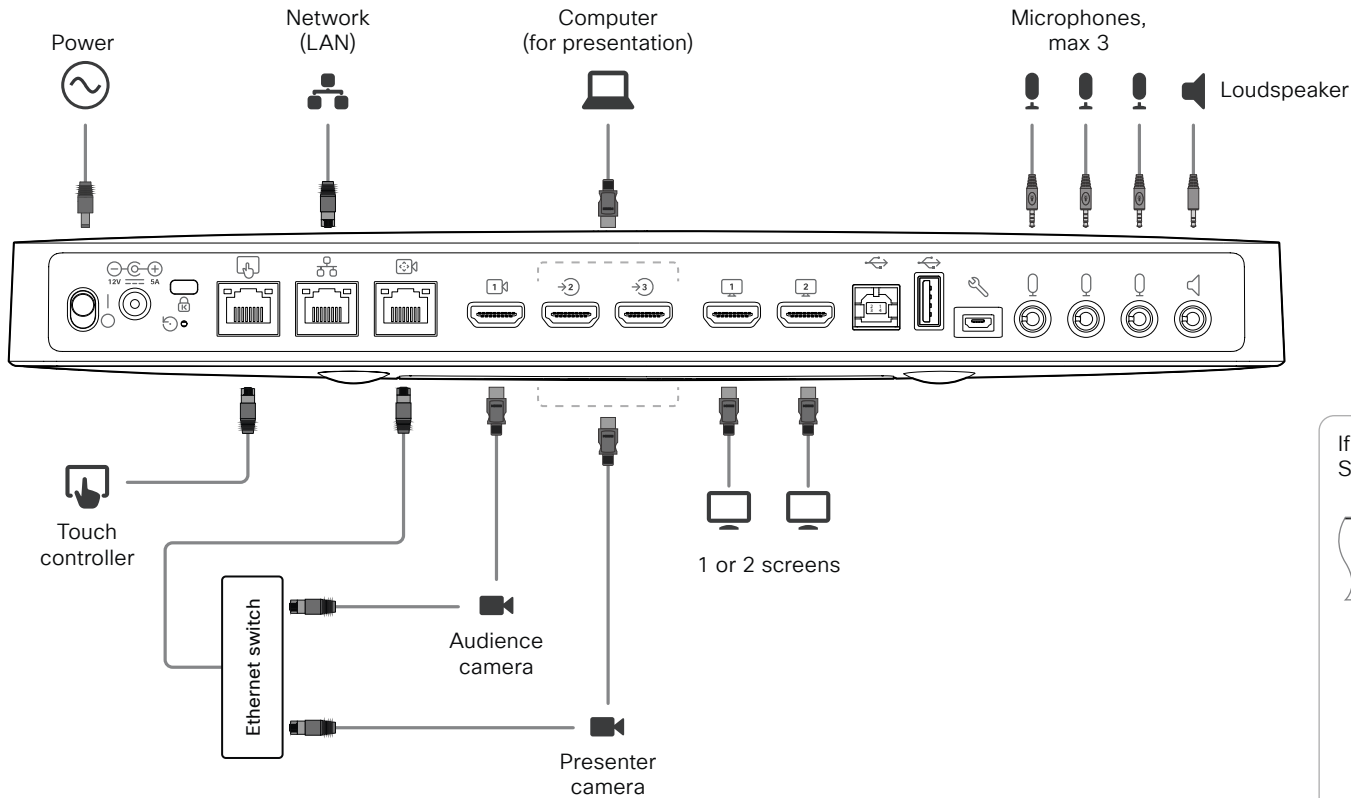 Power
Network
(LAN)
Computer
(for presentation)
Microphones,
max 3
Loudspeaker
12V 5A
K
1
2
3
1
2
Touch
controller
Ethernet switch
Audience
camera
Presenter
camera
1 or 2 screens
If
S